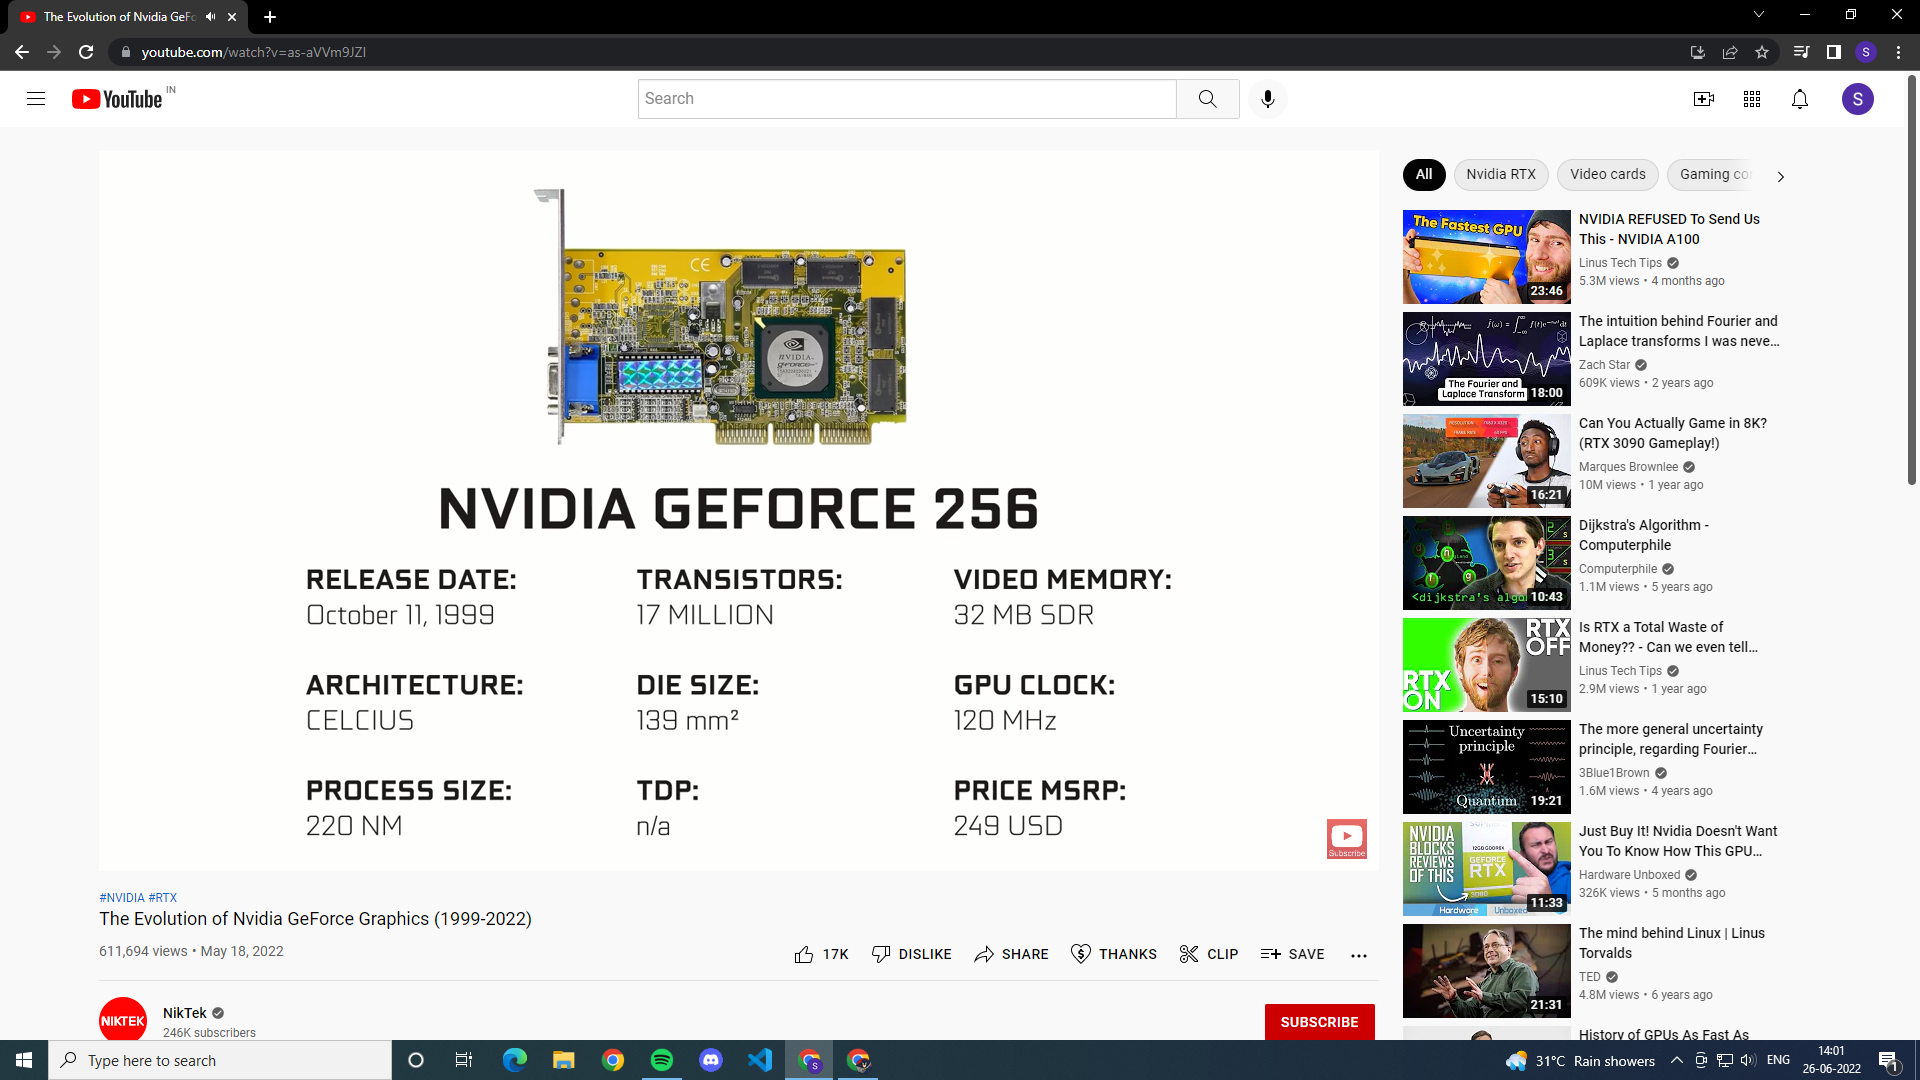 The Evolution of Nvidia GeFo
youtube.com/watch?v=as-aVVm9JZI
S
YouTube IN
Search
S
CE
NVIDIA
GEFORCE
NVIDIA GEFORCE 256
RELEASE DATE:
October 11, 1999
TRANSISTORS:
17 MILLION
VIDEO MEMORY:
32 MB SDR
ARCHITECTURE:
CELCIUS
DIE SIZE:
139 mm²
GPU CLOCK:
120 MHz
PROCESS SIZE:
220 NM
TDP:
n/a
PRICE MSRP:
249 USD
Subscribe
#NVIDIA #RTX
The Evolution of Nvidia GeForce Graphics (1999-2022)
611,694 views • May 18, 2022
17K DISLIKE SHARE THANKS CLIP SAVE
NIKTEK
NikTek
246K subscribers
SUBSCRIBE
All Nvidia RTX Video cards Gaming co
The Fastest GPU
23:46
NVIDIA REFUSED To Send Us
This - NVIDIA A100
Linus Tech Tips
5.3M views • 4 months ago
The Fourier and
Laplace Transform
18:00
The intuition behind Fourier and
Laplace transforms I was neve...
Zach Star
609K views • 2 years ago
RESOLUTION
FRAME RATE
16:21
Can You Actually Game in 8K?
(RTX 3090 Gameplay!)
Marques Brownlee
10M views • 1 year ago
<dijkstra's algo
10:43
Dijkstra's Algorithm -
Computerphile
Computerphile
1.1M views • 5 years ago
RTX
OFF
RTX
ON
15:10
Is RTX a Total Waste of
Money?? - Can we even tell...
Linus Tech Tips
2.9M views • 1 year ago
Uncertainty
principle
Quantum
19:21
The more general uncertainty
principle, regarding Fourier...
3Blue1Brown
1.6M views • 4 years ago
NVIDIA
BLOCKS
REVIEWS
OF THIS
GEFORCE
RTX
3080
Hardware Unboxed
11:33
Just Buy It! Nvidia Doesn't Want
You To Know How This GPU...
Hardware Unboxed
326K views • 5 months ago
21:31
The mind behind Linux | Linus
Torvalds
TED
4.8M views • 6 years ago
History of GPUs As Fast As
Type here to search
31°C Rain showers
ENG
14:01
26-06-2022
1